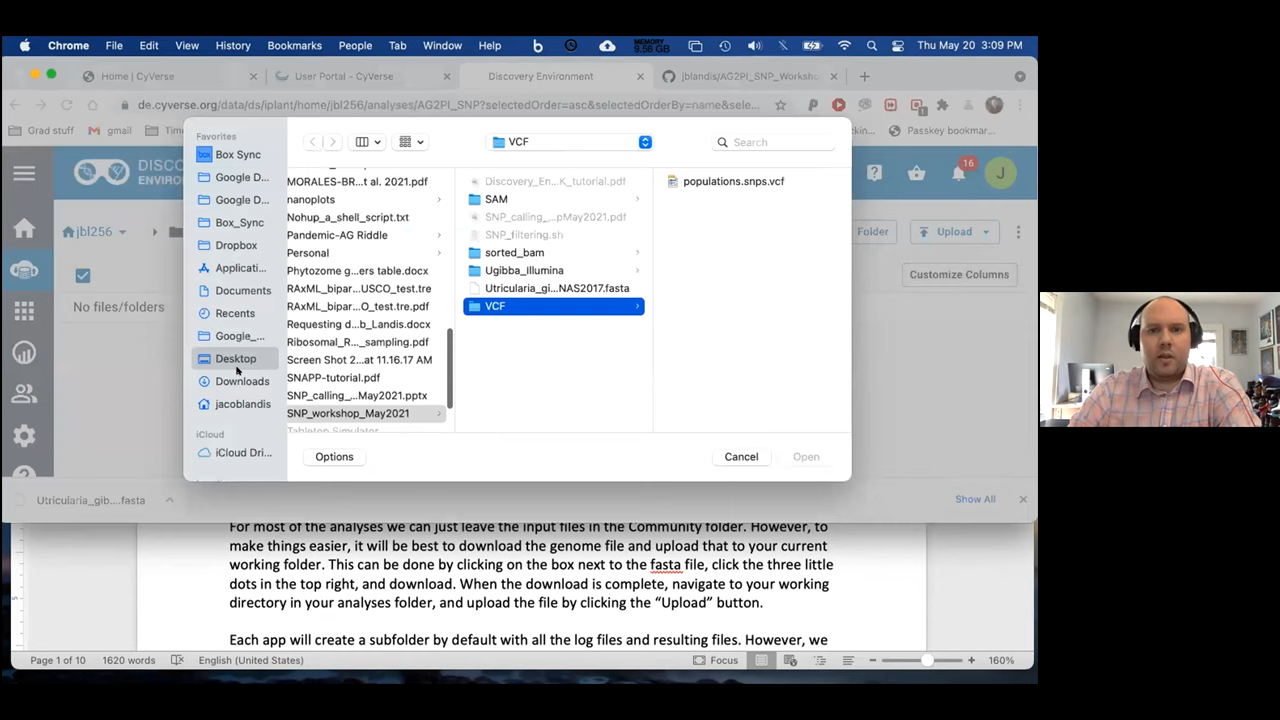 Chrome File Edit View History Bookmarks People Tab Window Help
MEMORY
9.56 GB
Thu May 20 3:09 PM
Home | CyVerse
User Portal - CyVerse
Discovery Environment
jblandis/AG2PI_SNP_Worksho
de.cyverse.org/data/ds/iplant/home/jbl256/analyses/AG2PI_SNP?selectedOrder=asc&selectedOrderBy=name&sele...
Grad stuff
gmail
Passkey bookmar...
DISCO
ENVIRONME
16
J
jbl256
Folder
Upload
Customize Columns
No files/folders
Favorites
Box Sync
Google D...
Google D...
Box_Sync
Dropbox
Applicati...
Documents
Recents
Google_...
Desktop
Downloads
jacoblandis
iCloud
iCloud Dri...
VCF
Search
MORALES-BR...t al. 2021.pdf
nanoplots
Nohup_a_shell_script.txt
Pandemic-AG Riddle
Personal
Phytozome g...ers table.docx
RAxML_bipar...USCO_test.tre
RAxML_bipar...O_test.tre.pdf
Requesting d...b_Landis.docx
Ribosomal_R..._sampling.pdf
Screen Shot 2...at 11.16.17 AM
SNAPP-tutorial.pdf
SNP_calling_...May2021.pptx
SNP_workshop_May2021
Tabletop Simulator
Discovery_En...K_tutorial.pdf
SAM
SNP_calling_...pMay2021.pdf
SNP_filtering.sh
sorted_bam
Ugibba_Illumina
Utricularia_gi...NAS2017.fasta
VCF
populations.snps.vcf
Options
Cancel
Open
Utricularia_gib....fasta
Show All
For most of the analyses we can just leave the input files in the Community folder. However, to
make things easier, it will be best to download the genome file and upload that to your current
working folder. This can be done by clicking on the box next to the fasta file, click the three little
dots in the top right, and download. When the download is complete, navigate to your working
directory in your analyses folder, and upload the file by clicking the “Upload” button.
Each app will create a subfolder by default with all the log files and resulting files. However, we
Page 1 of 10 1620 words English (United States) Focus 160%